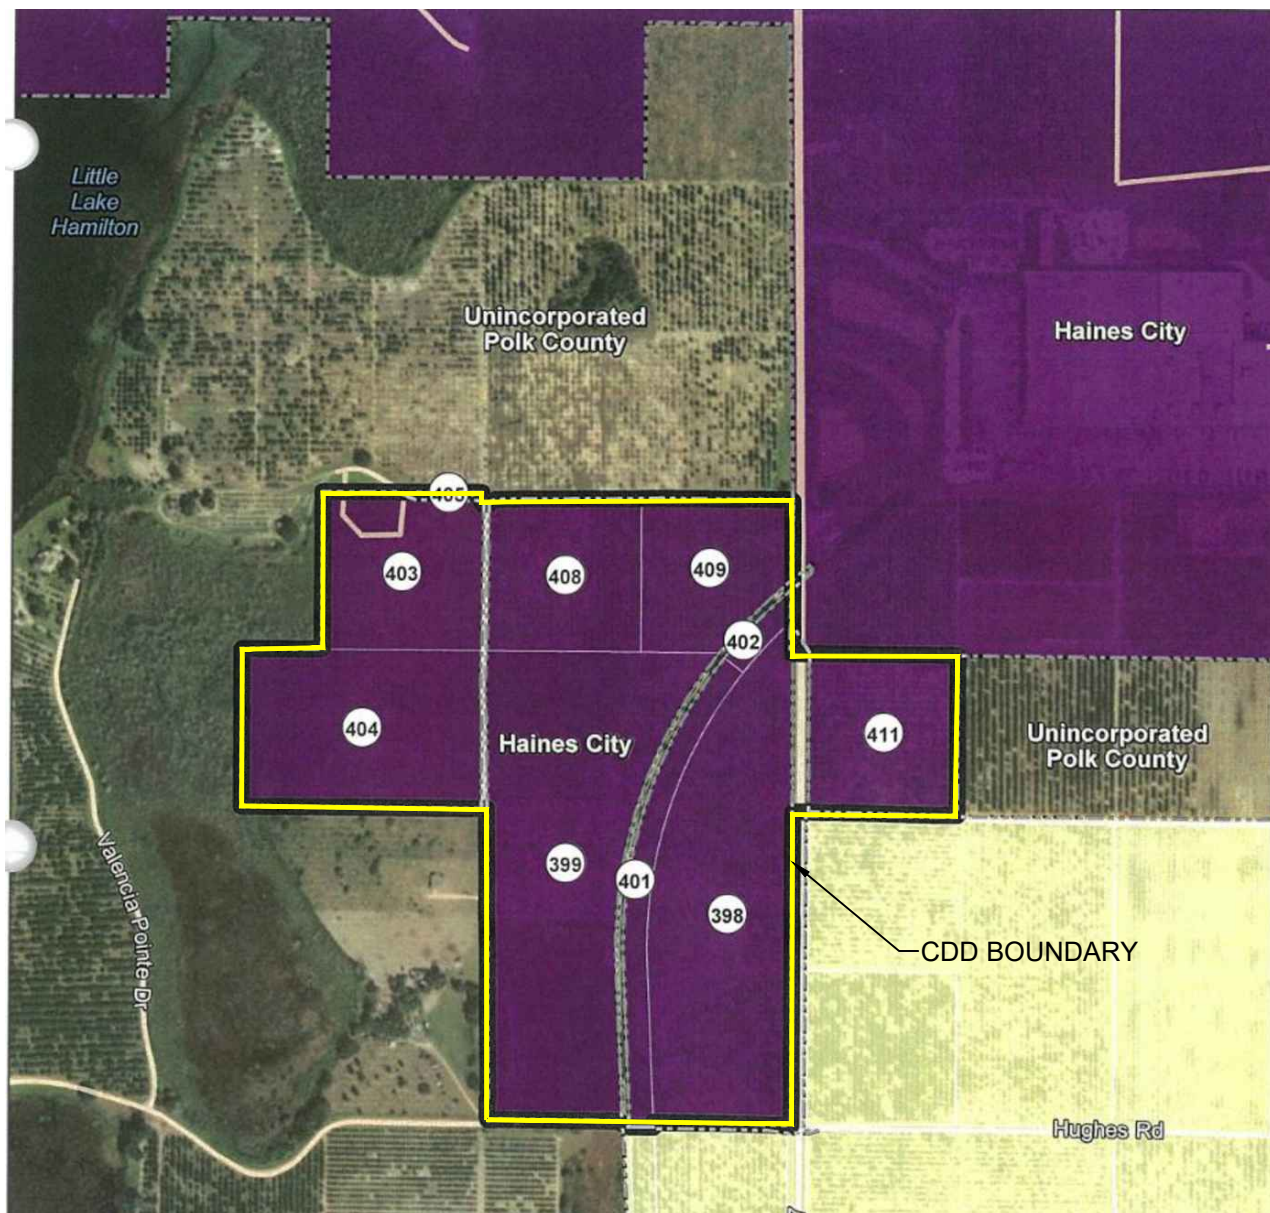 Little
Lake
Hamilton
Unincorporated
Polk County
Haines City
405
403
408
409
402
404
Haines City
411
Unincorporated
Polk County
399
401
398
Valencia Pointe Dr
CDD BOUNDARY
Hughes Rd